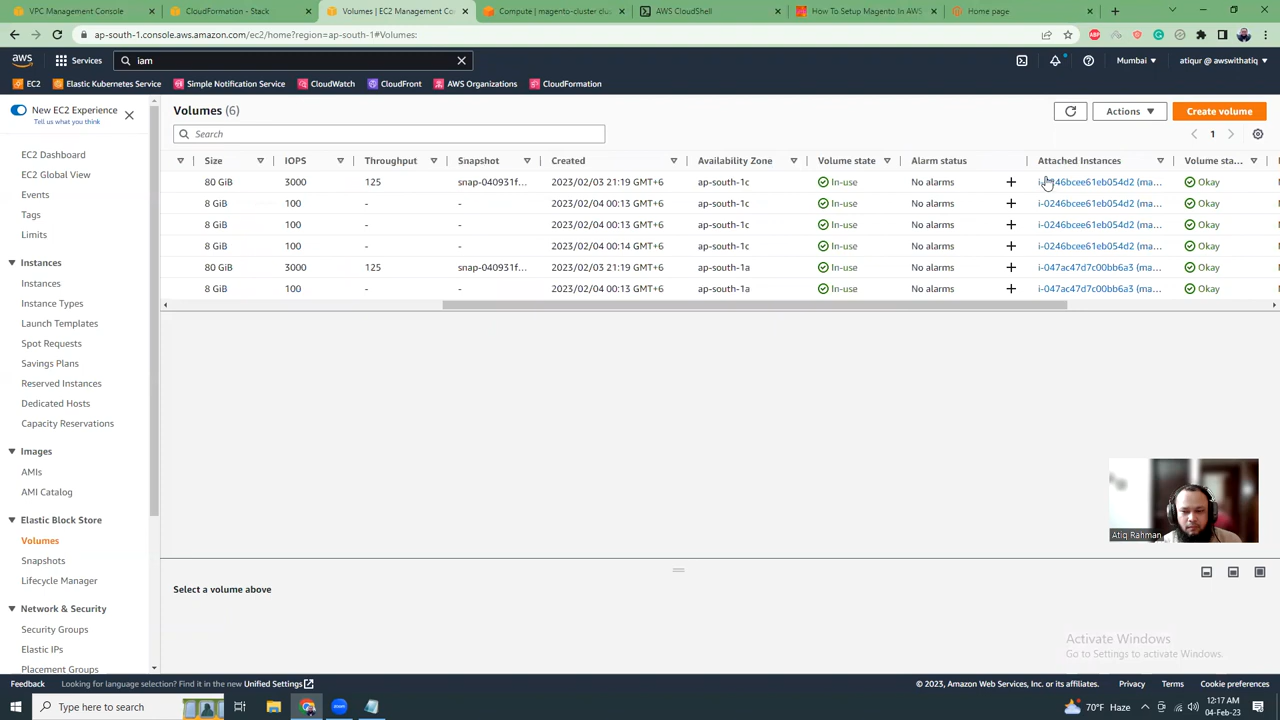 VPC Management Console
CloudFormation - Stack
Volumes | EC2 Management Con
Compute | magento-cluster clus
AWS CloudShell
How To Setup Magento In AWS
Home page
ap-south-1.console.aws.amazon.com/ec2/home?region=ap-south-1#Volumes:
ABP
aws
Services
iam
Mumbai
atiqur @ awswithatiq
EC2
Elastic Kubernetes Service
Simple Notification Service
CloudWatch
CloudFront
AWS Organizations
CloudFormation
New EC2 Experience
Tell us what you think
EC2 Dashboard
EC2 Global View
Events
Tags
Limits
Instances
Instances
Instance Types
Launch Templates
Spot Requests
Savings Plans
Reserved Instances
Dedicated Hosts
Capacity Reservations
Images
AMIs
AMI Catalog
Elastic Block Store
Volumes
Snapshots
Lifecycle Manager
Network & Security
Security Groups
Elastic IPs
Placement Groups
Volumes (6)
Actions
Create volume
Search
1
Size IOPS Throughput Snapshot Created Availability Zone Volume state Alarm status Attached Instances Volume sta...
80 GiB 3000 125 snap-040931f... 2023/02/03 21:19 GMT+6 ap-south-1c In-use No alarms + i-0246bcee61eb054d2 (ma... Okay
8 GiB 100 - - 2023/02/04 00:13 GMT+6 ap-south-1c In-use No alarms + i-0246bcee61eb054d2 (ma... Okay
8 GiB 100 - - 2023/02/04 00:13 GMT+6 ap-south-1c In-use No alarms + i-0246bcee61eb054d2 (ma... Okay
8 GiB 100 - - 2023/02/04 00:14 GMT+6 ap-south-1c In-use No alarms + i-0246bcee61eb054d2 (ma... Okay
80 GiB 3000 125 snap-040931f... 2023/02/03 21:19 GMT+6 ap-south-1a In-use No alarms + i-047ac47d7c00bb6a3 (ma... Okay
8 GiB 100 - - 2023/02/04 00:13 GMT+6 ap-south-1a In-use No alarms + i-047ac47d7c00bb6a3 (ma... Okay
Atiq Rahman
Select a volume above
Activate Windows
Go to Settings to activate Windows.
Feedback
Looking for language selection? Find it in the new Unified Settings
© 2023, Amazon Web Services, Inc. or its affiliates.
Privacy
Terms
Cookie preferences
Type here to search
zoom
70°F Haze
12:17 AM
04-Feb-23